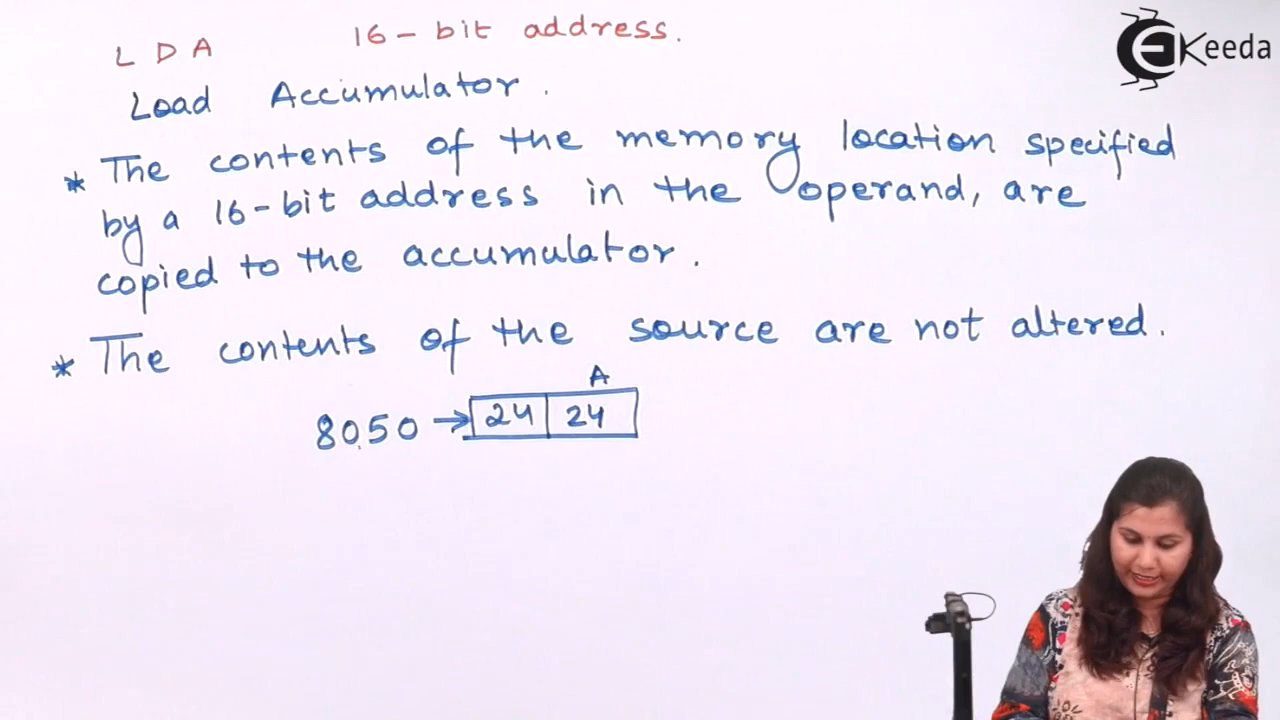 LDA 16-bit address.
Load Accumulator.
* The contents of the memory location specified
by a 16-bit address in the operand, are
copied to the accumulator.
* The contents of the source are not altered.
A
8050 → 24 24
EKeeda